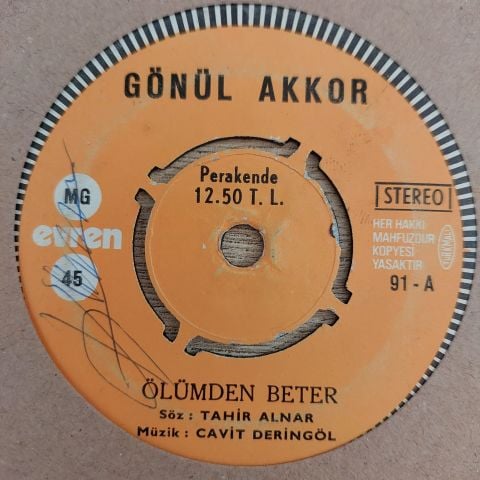 GÖNÜL AKKOR
Perakende
12.50 T. L.
MG
evren
45
STEREO
HER HAKKI
MAHFUZDUR
KOPYESİ
YASAKTIR
91 - A
ÖLÜMDEN BETER
Söz : TAHİR ALNAR
Müzik : CAVİT DERİNGÖL